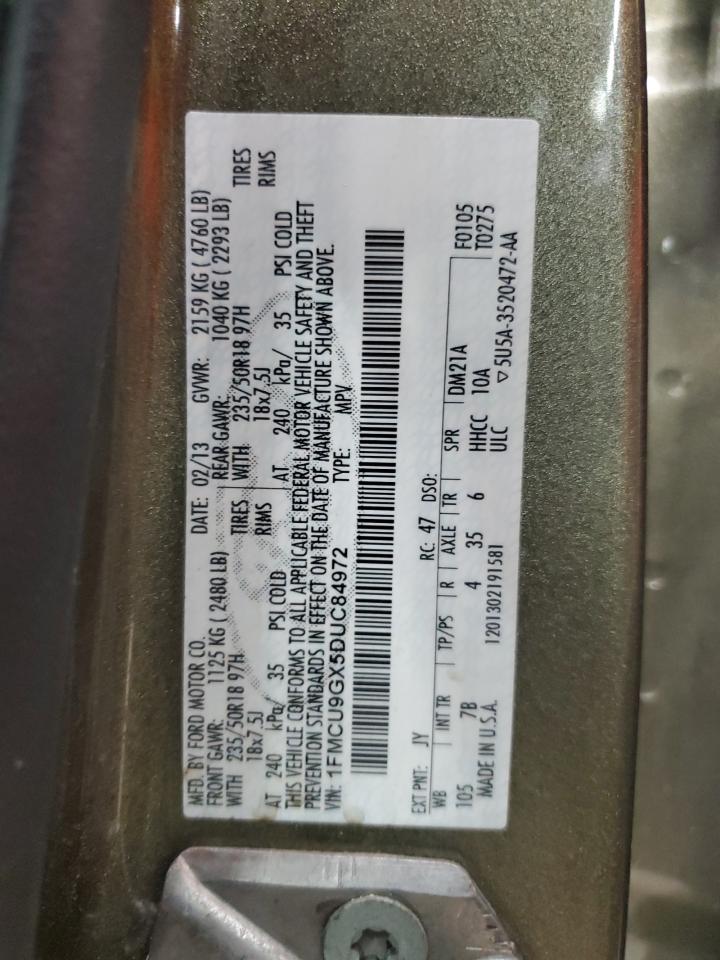 MFD. BY FORD MOTOR CO. DATE: 02/13 GVWR: 2159 KG ( 4760 LB)
FRONT GAWR: 1125 KG ( 2480 LB) REAR GAWR: 1040 KG ( 2293 LB)
WITH 235/50R18 97H TIRES WITH 235/50R18 97H TIRES
18x7.5J RIMS 18x7.5J RIMS
AT 240 kPa/ 35 PSI COLD AT 240 kPa/ 35 PSI COLD
THIS VEHICLE CONFORMS TO ALL APPLICABLE FEDERAL MOTOR VEHICLE SAFETY AND THEFT
PREVENTION STANDARDS IN EFFECT ON THE DATE OF MANUFACTURE SHOWN ABOVE.
VIN: 1FMCU9GX5DUC84972 TYPE: MPV
EXT PNT: JY RC: 47 DSO:
WB INT TR TP/PS R AXLE TR SPR DM21A F0105
105 7B 4 35 6 HHCC 10A T0275
MADE IN U.S.A. 1201302191581 ULC ▽5U5A-3520472-AA